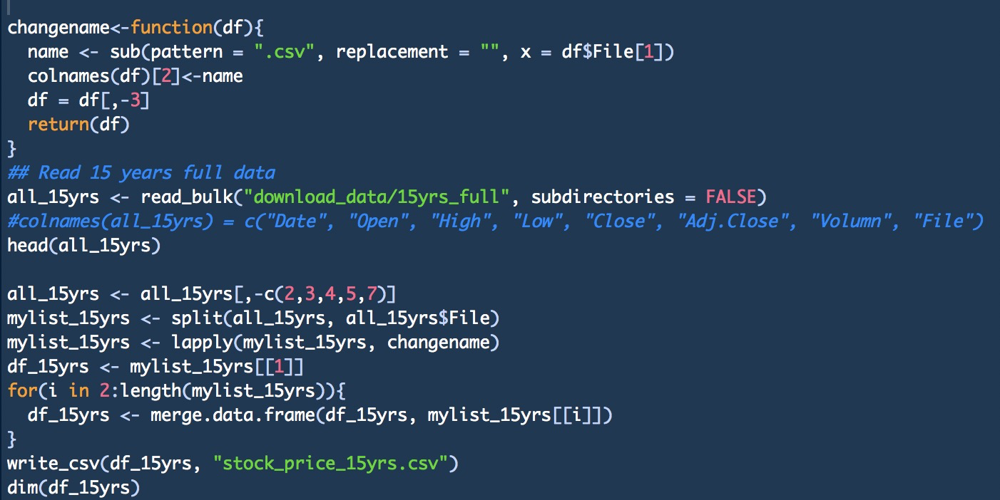 changename<-function(df){
  name <- sub(pattern = ".csv", replacement = "", x = df$File[1])
  colnames(df)[2]<-name
  df = df[,-3]
  return(df)
}
## Read 15 years full data
all_15yrs <- read_bulk("download_data/15yrs_full", subdirectories = FALSE)
#colnames(all_15yrs) = c("Date", "Open", "High", "Low", "Close", "Adj.Close", "Volumn", "File")
head(all_15yrs)
all_15yrs <- all_15yrs[,-c(2,3,4,5,7)]
mylist_15yrs <- split(all_15yrs, all_15yrs$File)
mylist_15yrs <- lapply(mylist_15yrs, changename)
df_15yrs <- mylist_15yrs[[1]]
for(i in 2:length(mylist_15yrs)){
  df_15yrs <- merge.data.frame(df_15yrs, mylist_15yrs[[i]])
}
write_csv(df_15yrs, "stock_price_15yrs.csv")
dim(df_15yrs)